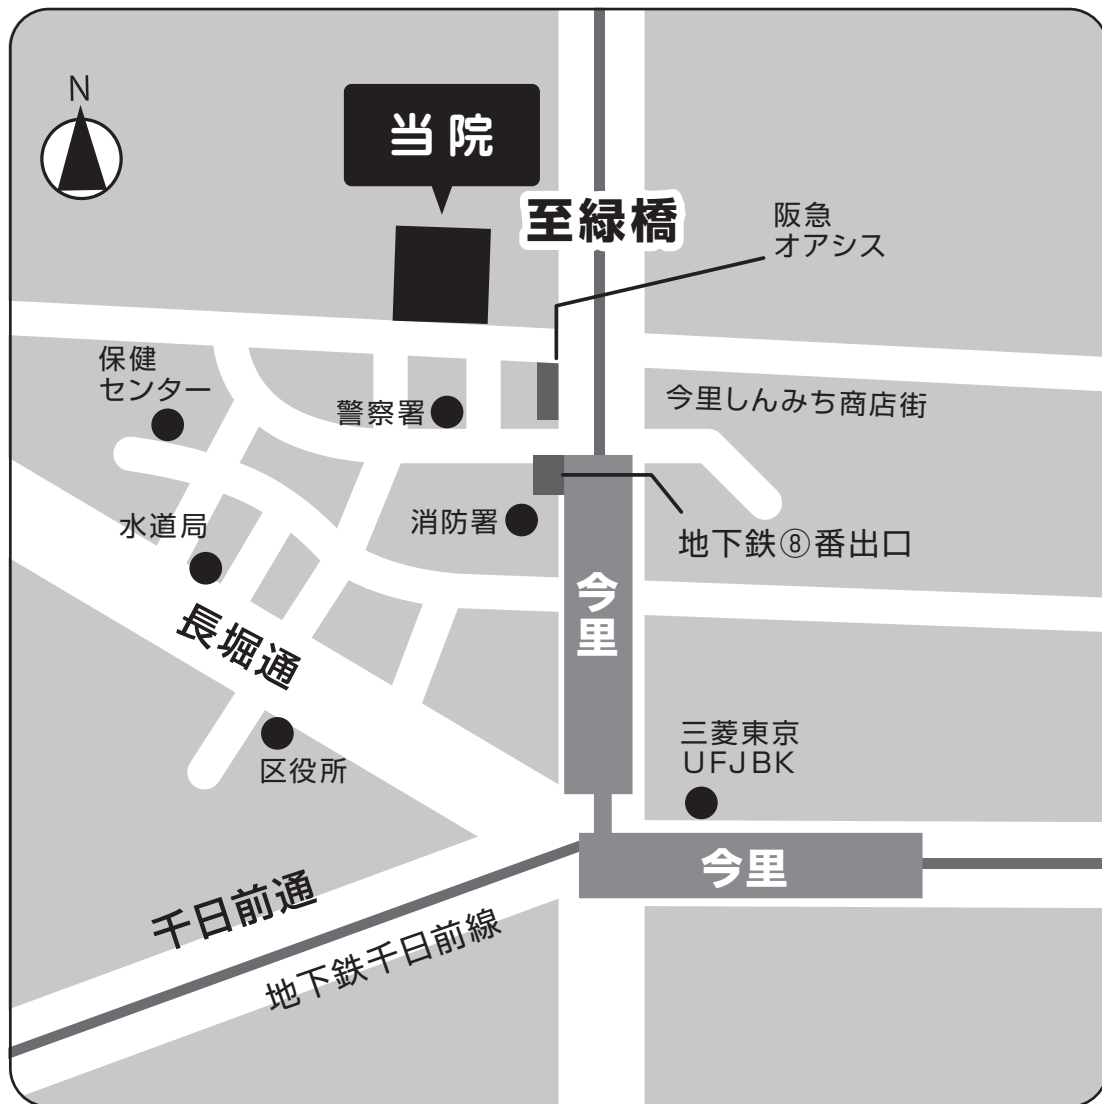 N
当院
至緑橋
阪急
オアシス
保健
センター
警察署
今里しんみち商店街
水道局
消防署
地下鉄⑧番出口
今里
長堀通
三菱東京
UFJBK
区役所
今里
千日前通
地下鉄千日前線